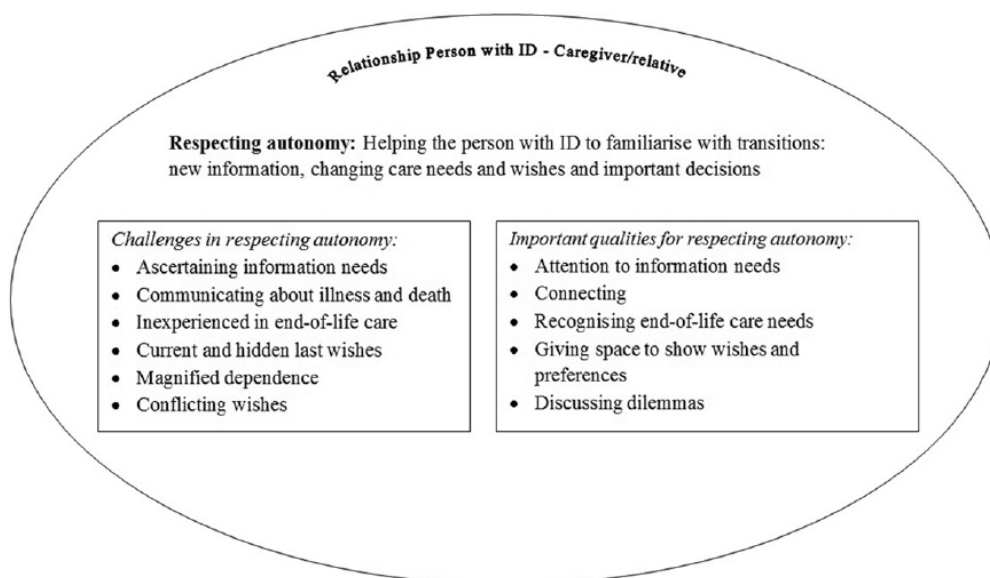 Relationship Person with ID - Caregiver/relative
Respecting autonomy: Helping the person with ID to familiarise with transitions:
new information, changing care needs and wishes and important decisions
Challenges in respecting autonomy:
• Ascertaining information needs
• Communicating about illness and death
• Inexperienced in end-of-life care
• Current and hidden last wishes
• Magnified dependence
• Conflicting wishes
Important qualities for respecting autonomy:
• Attention to information needs
• Connecting
• Recognising end-of-life care needs
• Giving space to show wishes and
preferences
• Discussing dilemmas